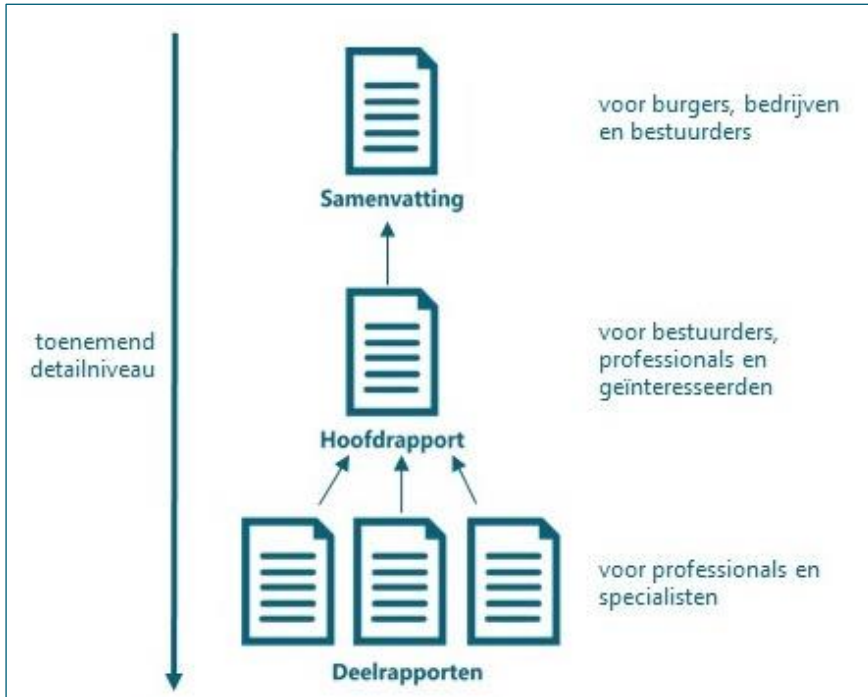 voor burgers, bedrijven
en bestuurders
Samenvatting
toenemend
detailniveau
voor bestuurders,
professionals en
geïnteresseerden
Hoofdrapport
voor professionals en
specialisten
Deelrapporten